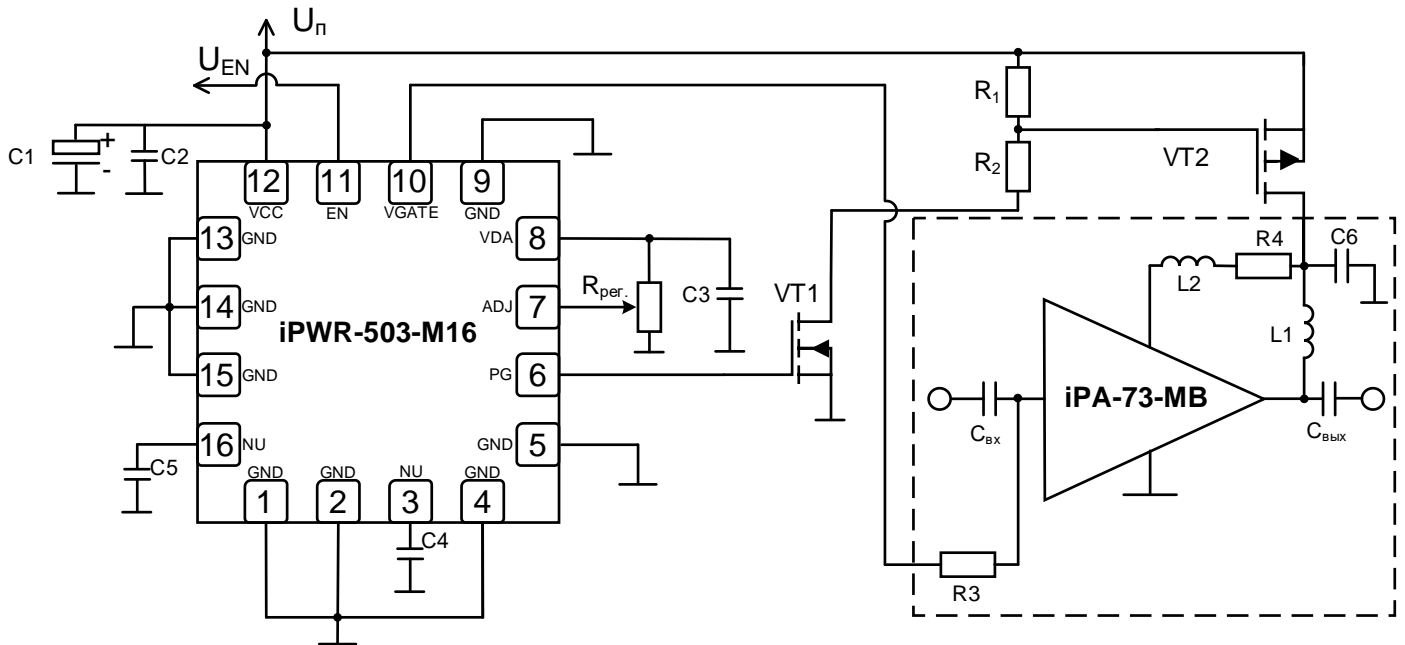 Uп
UEN
C1
+
-
C2
12
VCC
11
EN
10
VGATE
9
GND
13
GND
VDA
8
14
GND
ADJ
7
iPWR-503-M16
15
GND
PG
6
16
NU
GND
5
C5
GND
1
GND
2
NU
3
GND
4
C4
Rрег.
C3
VT1
R1
R2
VT2
R4
C6
L2
L1
iPA-73-MB
Cвх
Cвых
R3